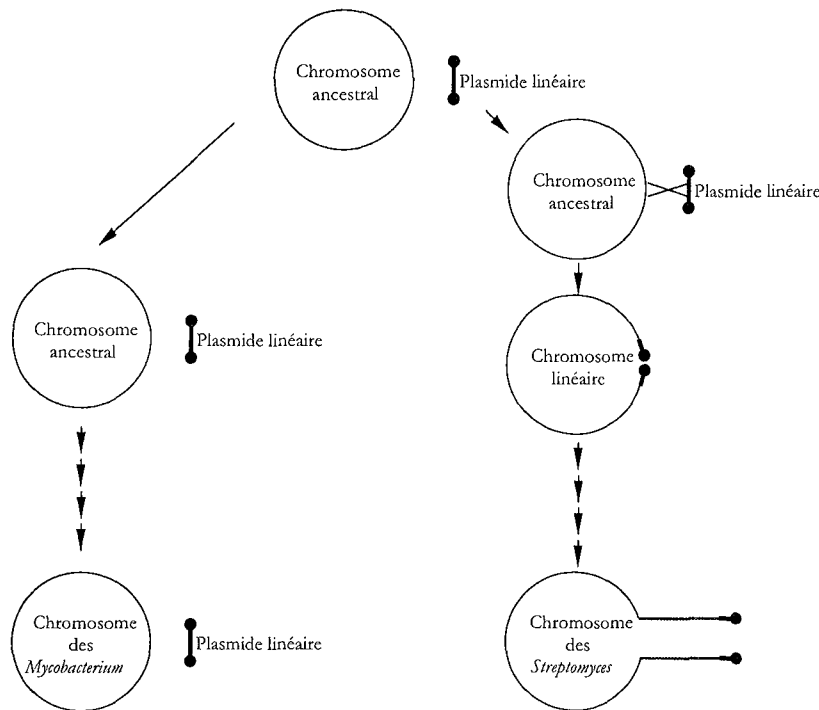 Chromosome
ancestral
Plasmide linéaire
Chromosome
ancestral
Plasmide linéaire
Chromosome
ancestral
Plasmide linéaire
Chromosome
linéaire
Chromosome
des
Mycobacterium
Plasmide linéaire
Chromosome
des
Streptomyces